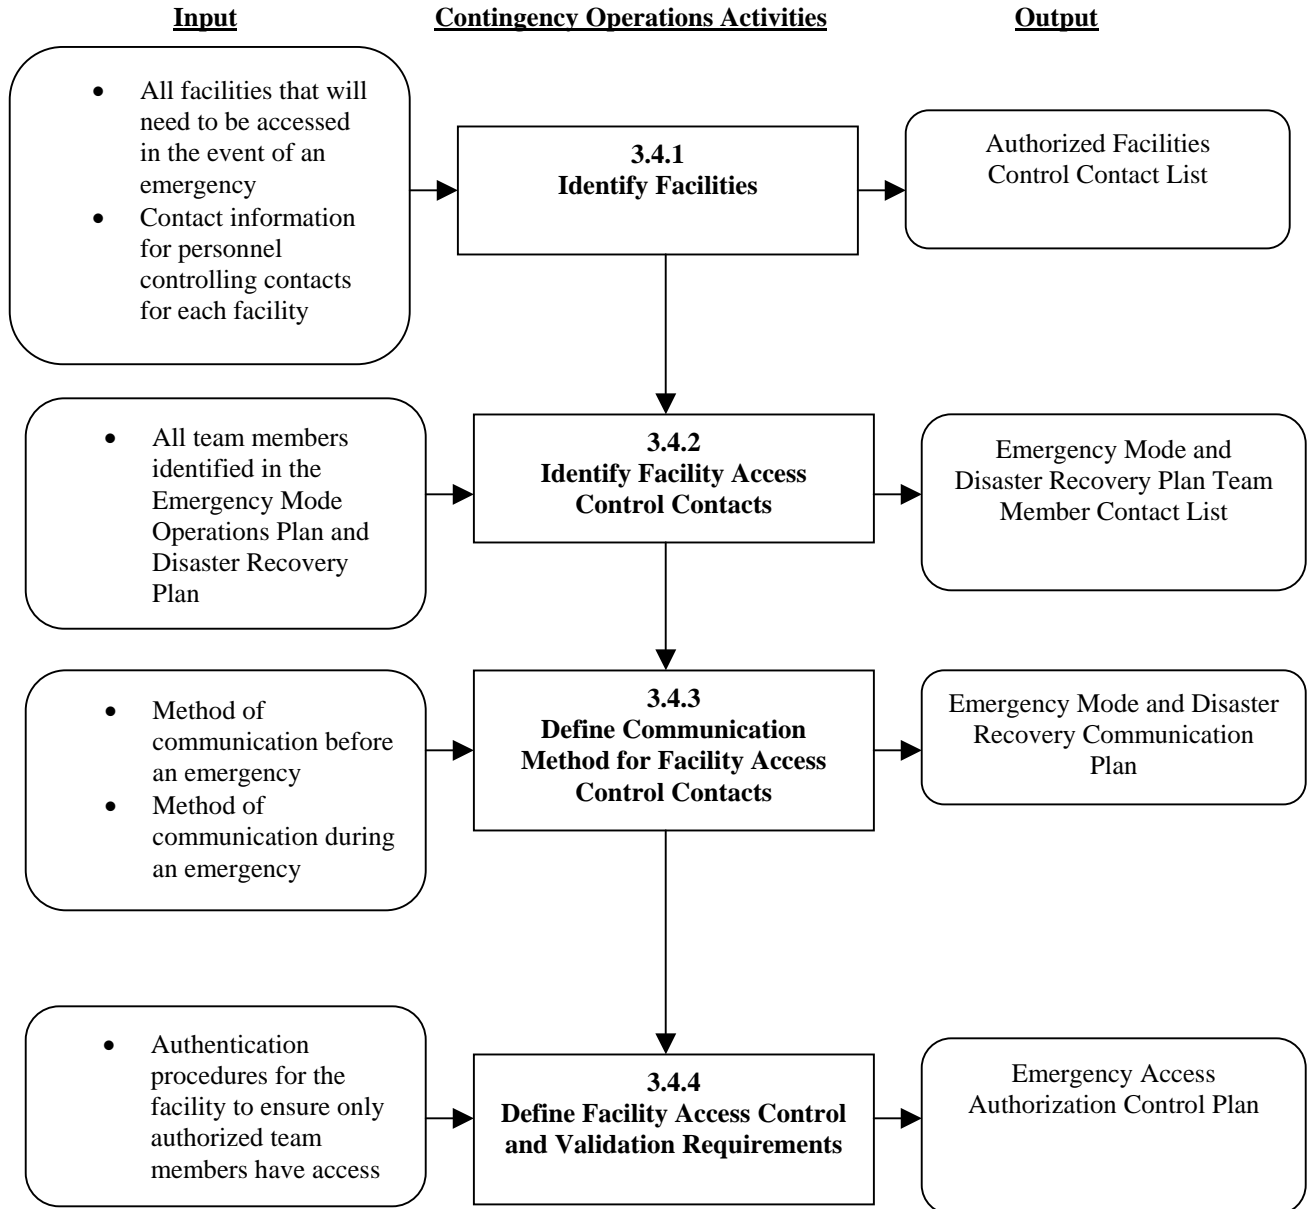 Input
Contingency Operations Activities
Output
• All facilities that will
need to be accessed
in the event of an
emergency
• Contact information
for personnel
controlling contacts
for each facility
3.4.1
Identify Facilities
Authorized Facilities
Control Contact List
• All team members
identified in the
Emergency Mode
Operations Plan and
Disaster Recovery
Plan
3.4.2
Identify Facility Access
Control Contacts
Emergency Mode and
Disaster Recovery Plan Team
Member Contact List
• Method of
communication before
an emergency
• Method of
communication during
an emergency
3.4.3
Define Communication
Method for Facility Access
Control Contacts
Emergency Mode and Disaster
Recovery Communication
Plan
• Authentication
procedures for the
facility to ensure only
authorized team
members have access
3.4.4
Define Facility Access Control
and Validation Requirements
Emergency Access
Authorization Control Plan